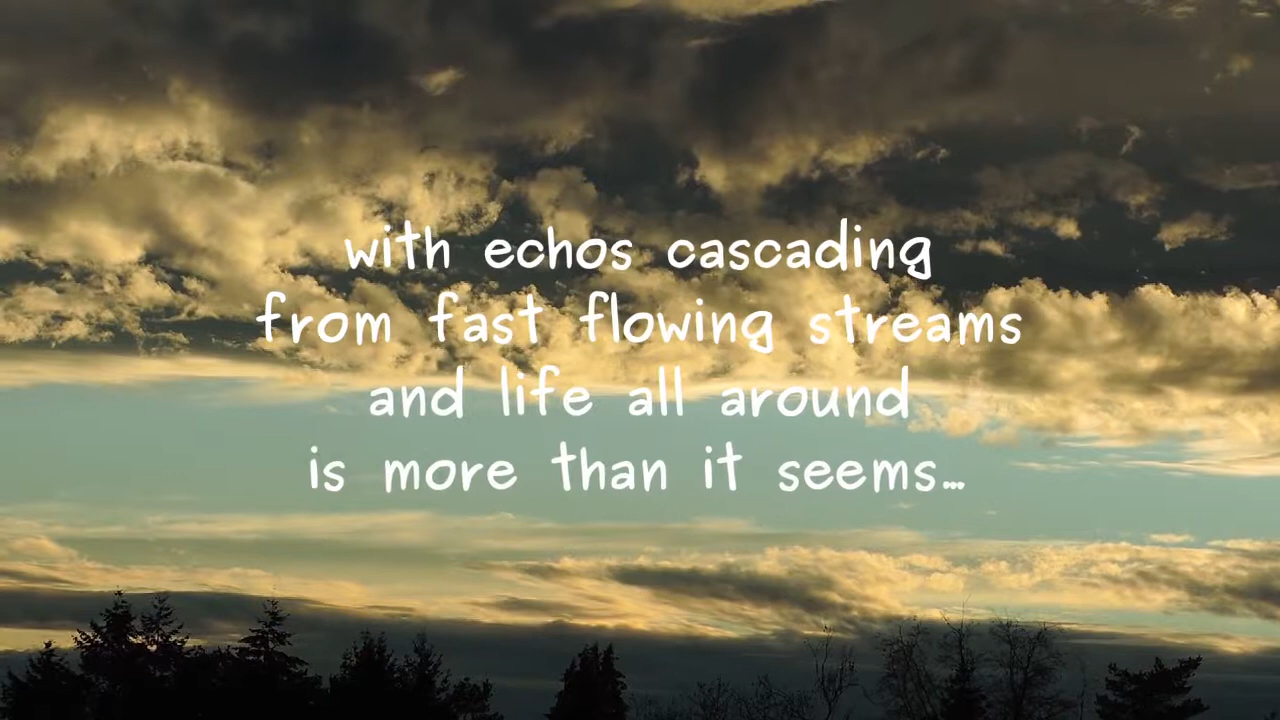 with echos cascading
from fast flowing streams
and life all around
is more than it seems...